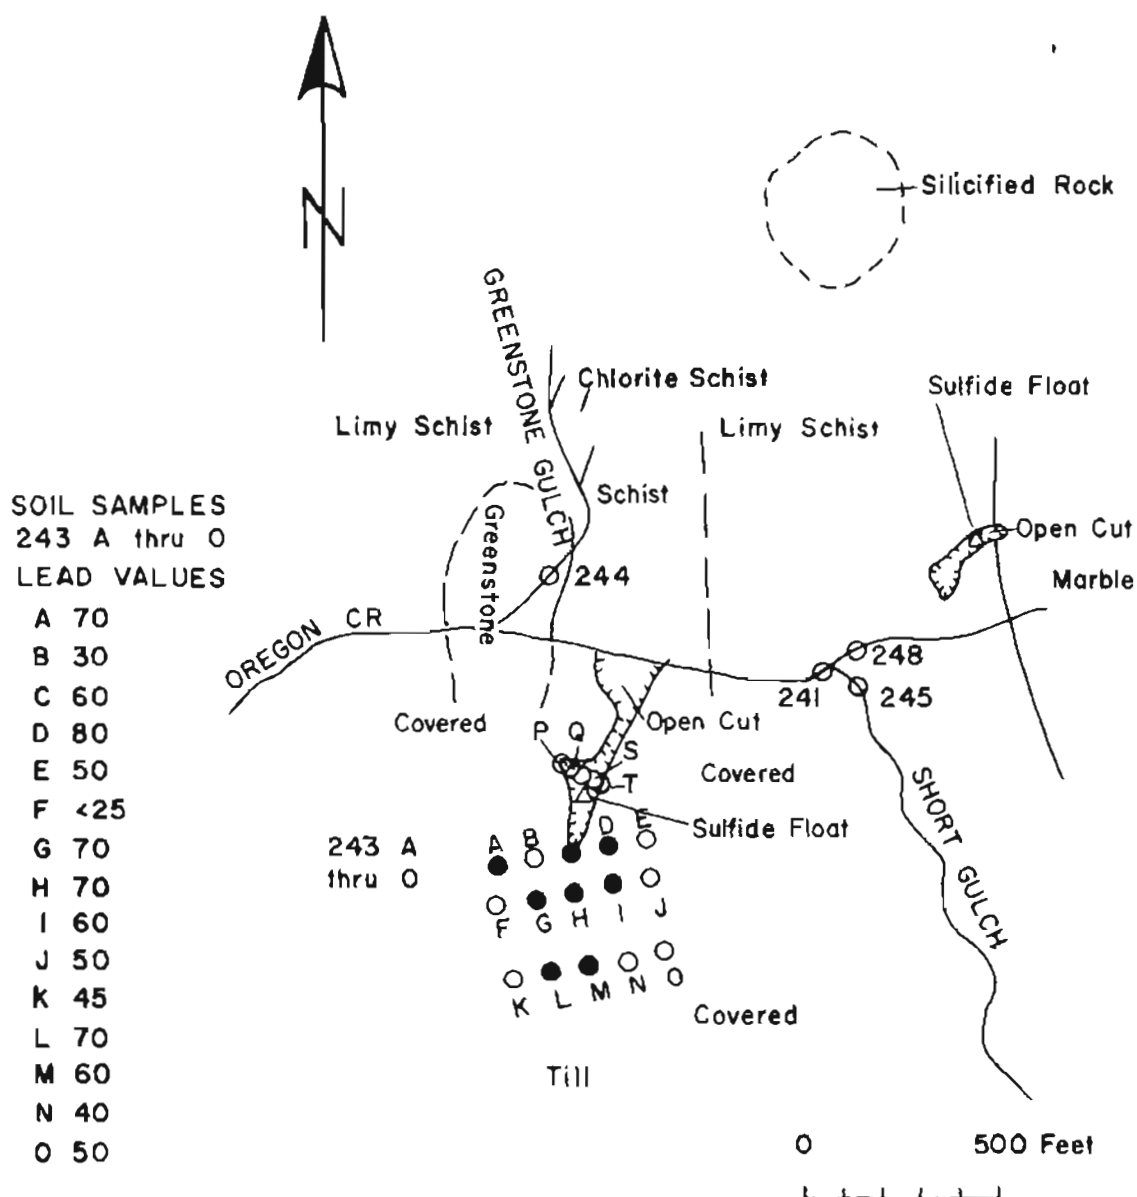 N
Silicified Rock
GREENSTONE GULCH
Chlorite Schist
Sulfide Float
Limy Schist
Limy Schist
Schist
Open Cut
Greenstone
244
Marble
SOIL SAMPLES
243 A thru O
LEAD VALUES
A 70
B 30
C 60
D 80
E 50
F <25
G 70
H 70
I 60
J 50
K 45
L 70
M 60
N 40
O 50
OREGON CR
248
241
245
Covered
Open Cut
P
Q
S
T
Covered
SHORT GULCH
Sulfide Float
243 A
thru O
A
B
D
E
F
G
H
I
J
K
L
M
N
O
Covered
Till
0
500 Feet